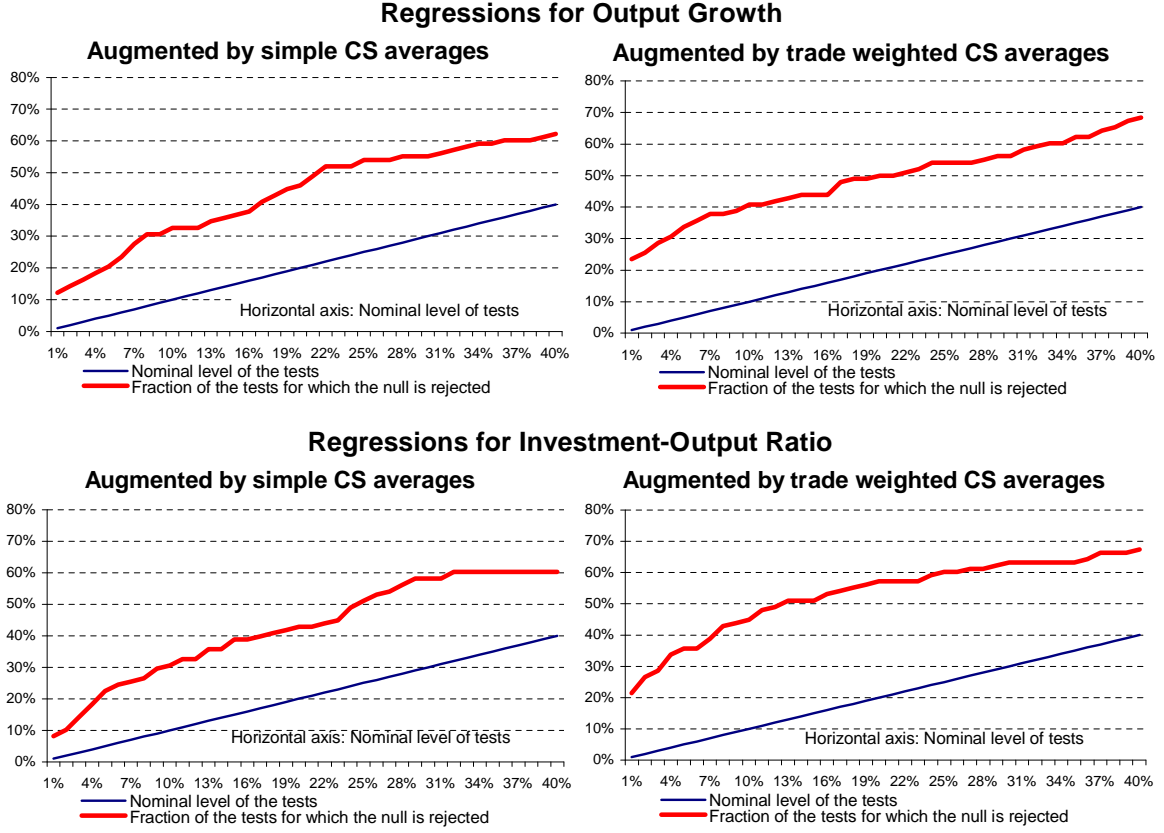 Regressions for Output Growth
Augmented by simple CS averages
80%
70%
60%
50%
40%
30%
20%
10%
0%
Horizontal axis: Nominal level of tests
1% 4% 7% 10% 13% 16% 19% 22% 25% 28% 31% 34% 37% 40%
Nominal level of the tests
Fraction of the tests for which the null is rejected
Augmented by trade weighted CS averages
80%
70%
60%
50%
40%
30%
20%
10%
0%
Horizontal axis: Nominal level of tests
1% 4% 7% 10% 13% 16% 19% 22% 25% 28% 31% 34% 37% 40%
Nominal level of the tests
Fraction of the tests for which the null is rejected
Regressions for Investment-Output Ratio
Augmented by simple CS averages
80%
70%
60%
50%
40%
30%
20%
10%
0%
Horizontal axis: Nominal level of tests
1% 4% 7% 10% 13% 16% 19% 22% 25% 28% 31% 34% 37% 40%
Nominal level of the tests
Fraction of the tests for which the null is rejected
Augmented by trade weighted CS averages
80%
70%
60%
50%
40%
30%
20%
10%
0%
Horizontal axis: Nominal level of tests
1% 4% 7% 10% 13% 16% 19% 22% 25% 28% 31% 34% 37% 40%
Nominal level of the tests
Fraction of the tests for which the null is rejected